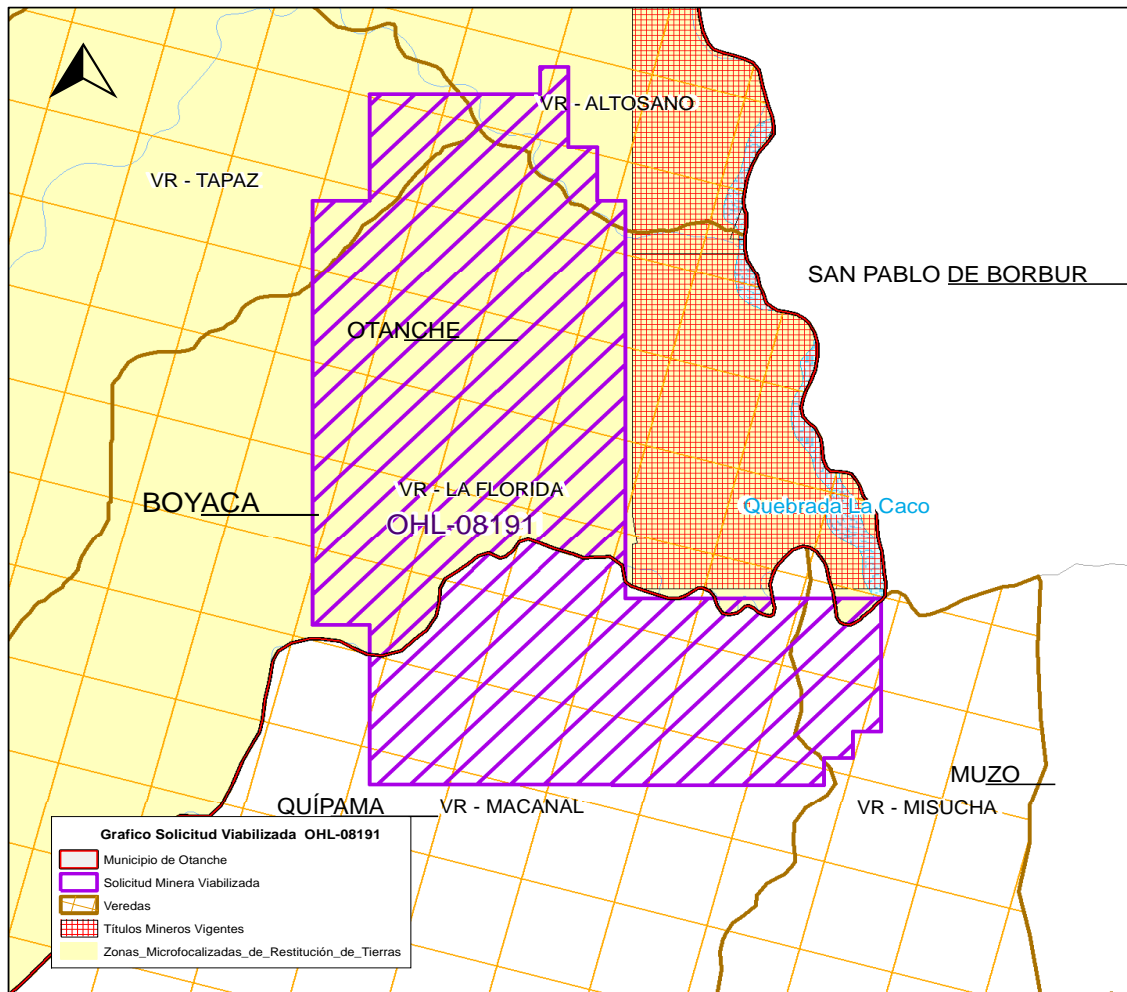 VR - ALTOSANO
VR - TAPAZ
SAN PABLO DE BORBUR
OTANCHE
VR - LA FLORIDA
BOYACA
OHL-08191
Quebrada La Caco
MUZO
QUÍPAMA
VR - MACANAL
VR - MISUCHA
Grafico Solicitud Viabilizada OHL-08191
Municipio de Otanche
Solicitud Minera Viabilizada
Veredas
Títulos Mineros Vigentes
Zonas_Microfocalizadas_de_Restitución_de_Tierras